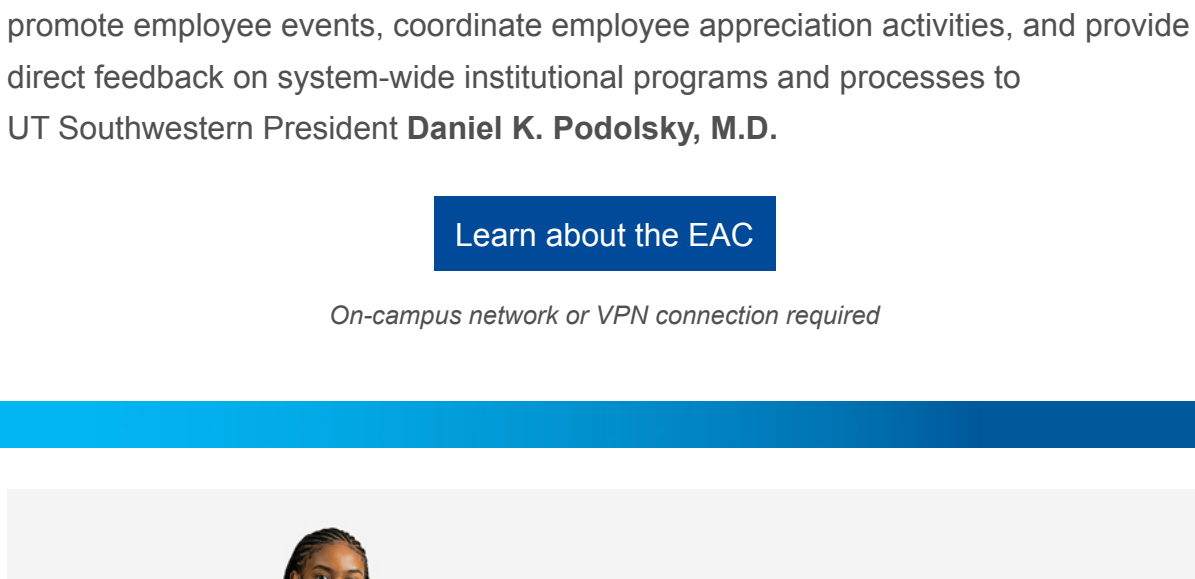 promote employee events, coordinate employee appreciation activities, and provide
direct feedback on system-wide institutional programs and processes to
UT Southwestern President Daniel K. Podolsky, M.D.
Learn about the EAC
On-campus network or VPN connection required